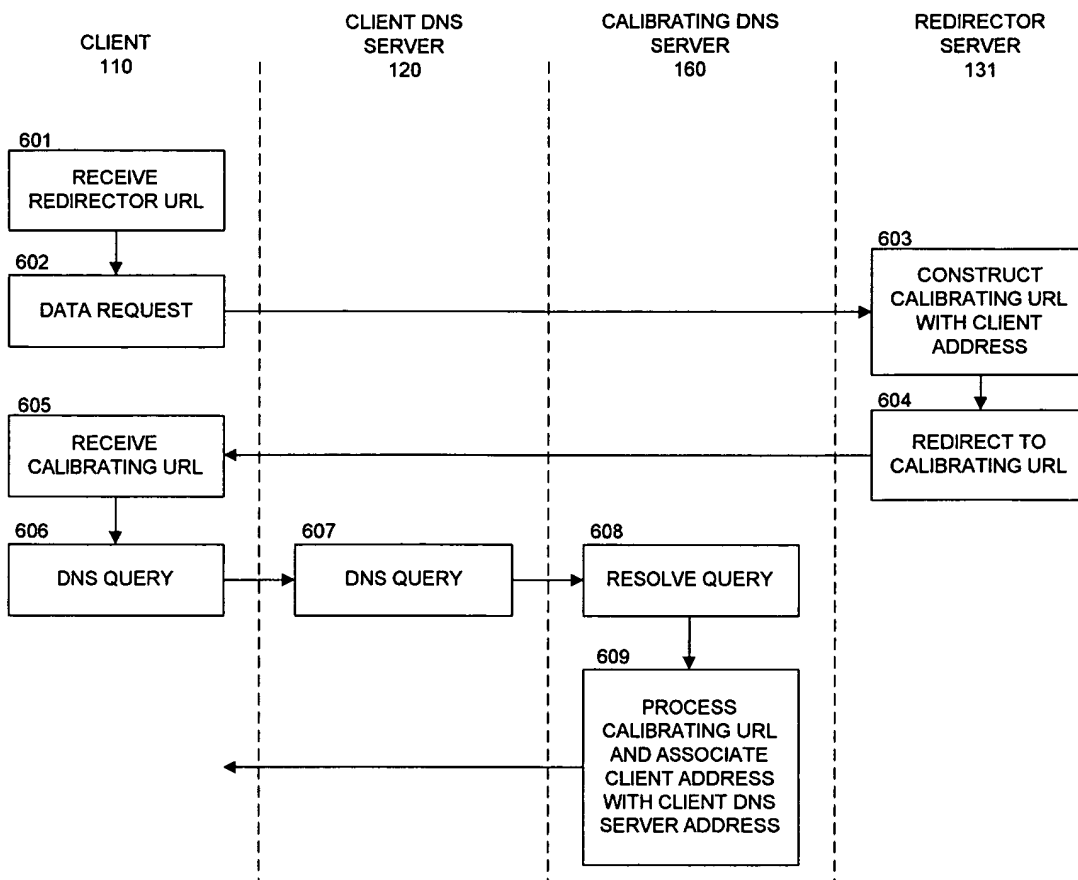 CLIENT
110
CLIENT DNS
SERVER
120
CALIBRATING DNS
SERVER
160
REDIRECTOR
SERVER
131
601
RECEIVE
REDIRECTOR URL
602
DATA REQUEST
603
CONSTRUCT
CALIBRATING URL
WITH CLIENT
ADDRESS
604
REDIRECT TO
CALIBRATING URL
605
RECEIVE
CALIBRATING URL
606
DNS QUERY
607
DNS QUERY
608
RESOLVE QUERY
609
PROCESS
CALIBRATING URL
AND ASSOCIATE
CLIENT ADDRESS
WITH CLIENT DNS
SERVER ADDRESS